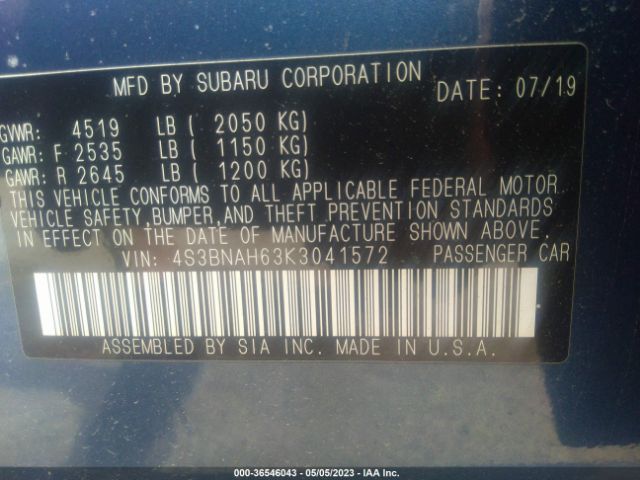 MFD BY SUBARU CORPORATION DATE: 07/19
GVWR: 4519 LB ( 2050 KG)
GAWR: F 2535 LB ( 1150 KG)
GAWR: R 2645 LB ( 1200 KG)
THIS VEHICLE CONFORMS TO ALL APPLICABLE FEDERAL MOTOR
VEHICLE SAFETY,BUMPER,AND THEFT PREVENTION STANDARDS
IN EFFECT ON THE DATE OF MANUFACTURE SHOWN ABOVE.
VIN: 4S3BNAH63K3041572 PASSENGER CAR
ASSEMBLED BY SIA INC. MADE IN U.S.A.
000-36546043 - 05/05/2023 - IAA Inc.